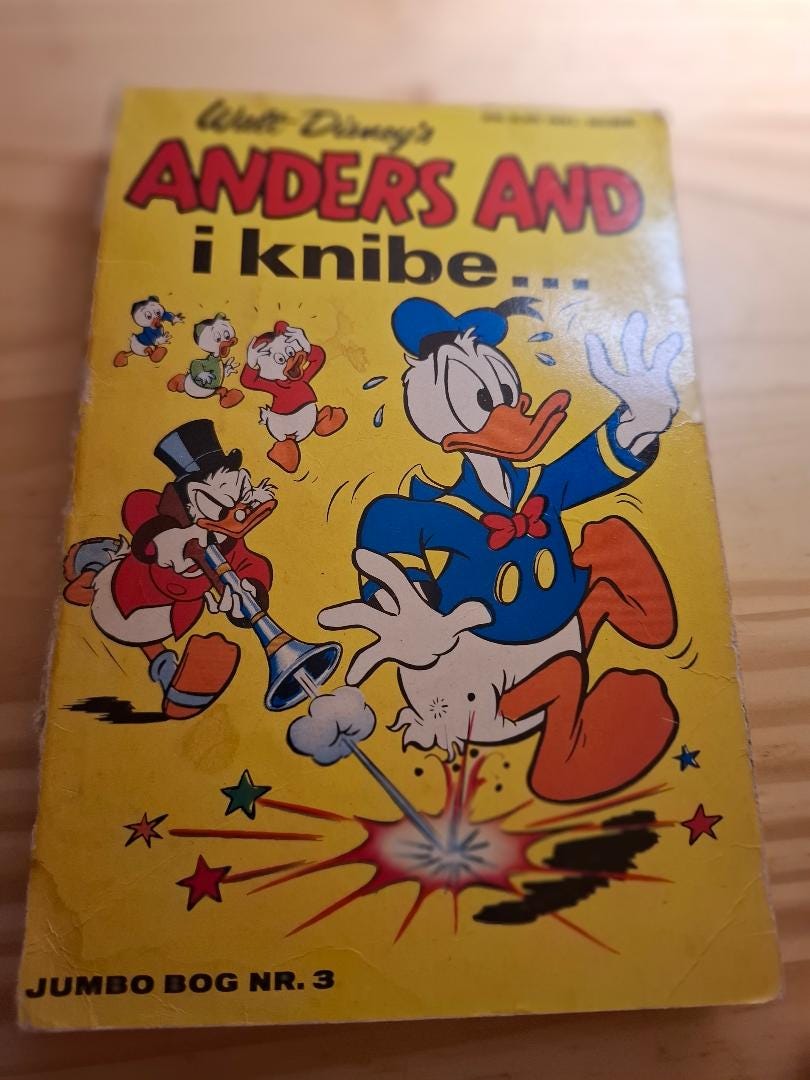 Walt Disney's
ANDERS AND
i knibe...
JUMBO BOG NR. 3